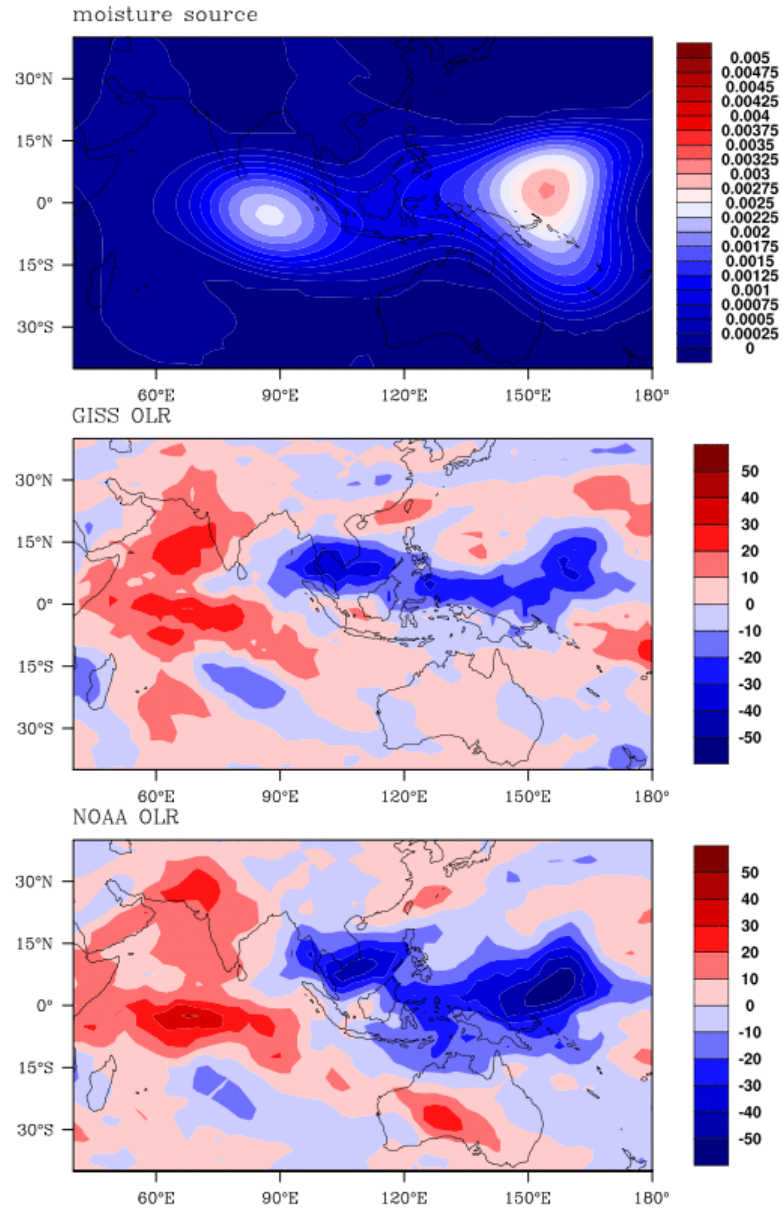 moisture source
30°N
15°N
0°
15°S
30°S
60°E
90°E
120°E
150°E
180°
0.005
0.00475
0.0045
0.00425
0.004
0.00375
0.0035
0.00325
0.003
0.00275
0.0025
0.00225
0.002
0.00175
0.0015
0.00125
0.001
0.00075
0.0005
0.00025
0
GISS OLR
30°N
15°N
0°
15°S
30°S
60°E
90°E
120°E
150°E
180°
50
40
30
20
10
0
-10
-20
-30
-40
-50
NOAA OLR
30°N
15°N
0°
15°S
30°S
60°E
90°E
120°E
150°E
180°
50
40
30
20
10
0
-10
-20
-30
-40
-50